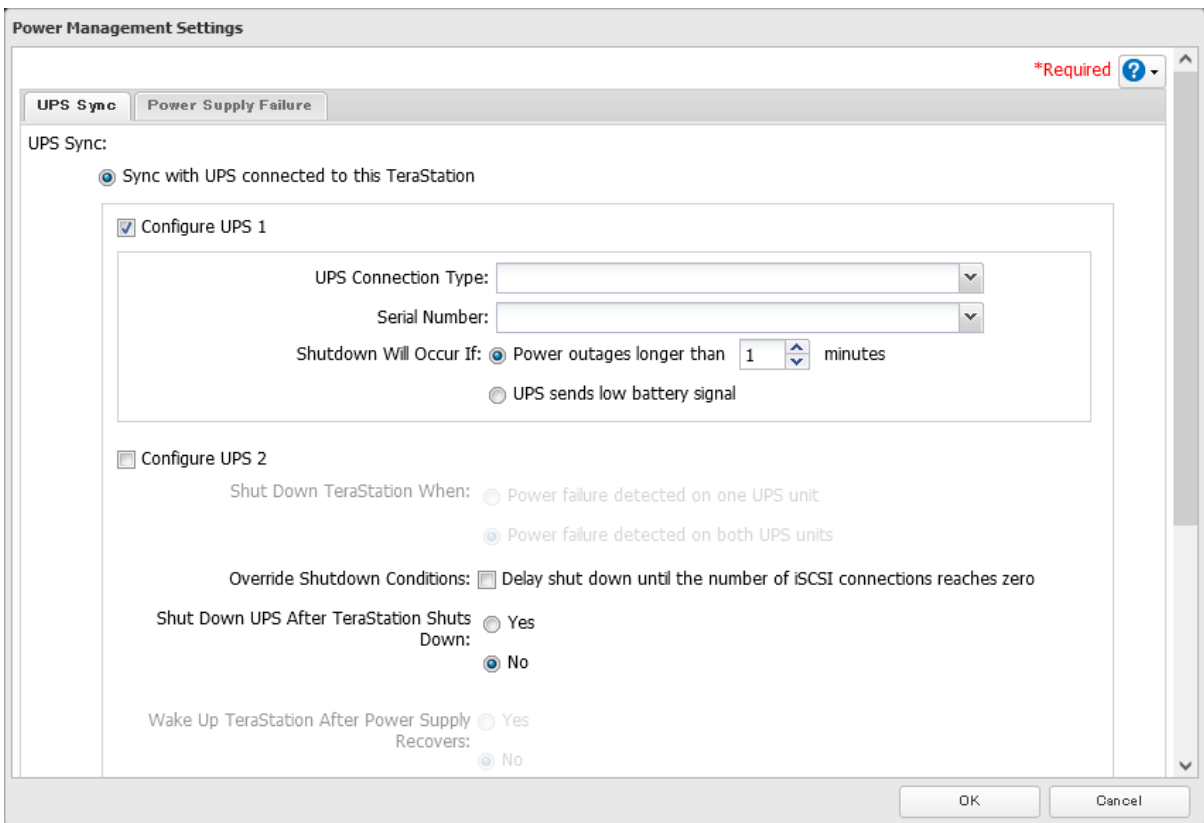 Power Management Settings
*Required
UPS Sync Power Supply Failure
UPS Sync:
Sync with UPS connected to this TeraStation
Configure UPS 1
UPS Connection Type:
Serial Number:
Shutdown Will Occur If: Power outages longer than 1 minutes
UPS sends low battery signal
Configure UPS 2
Shut Down TeraStation When: Power failure detected on one UPS unit
Power failure detected on both UPS units
Override Shutdown Conditions: Delay shut down until the number of iSCSI connections reaches zero
Shut Down UPS After TeraStation Shuts
Down:
Yes
No
Wake Up TeraStation After Power Supply
Recovers:
Yes
No
OK Cancel